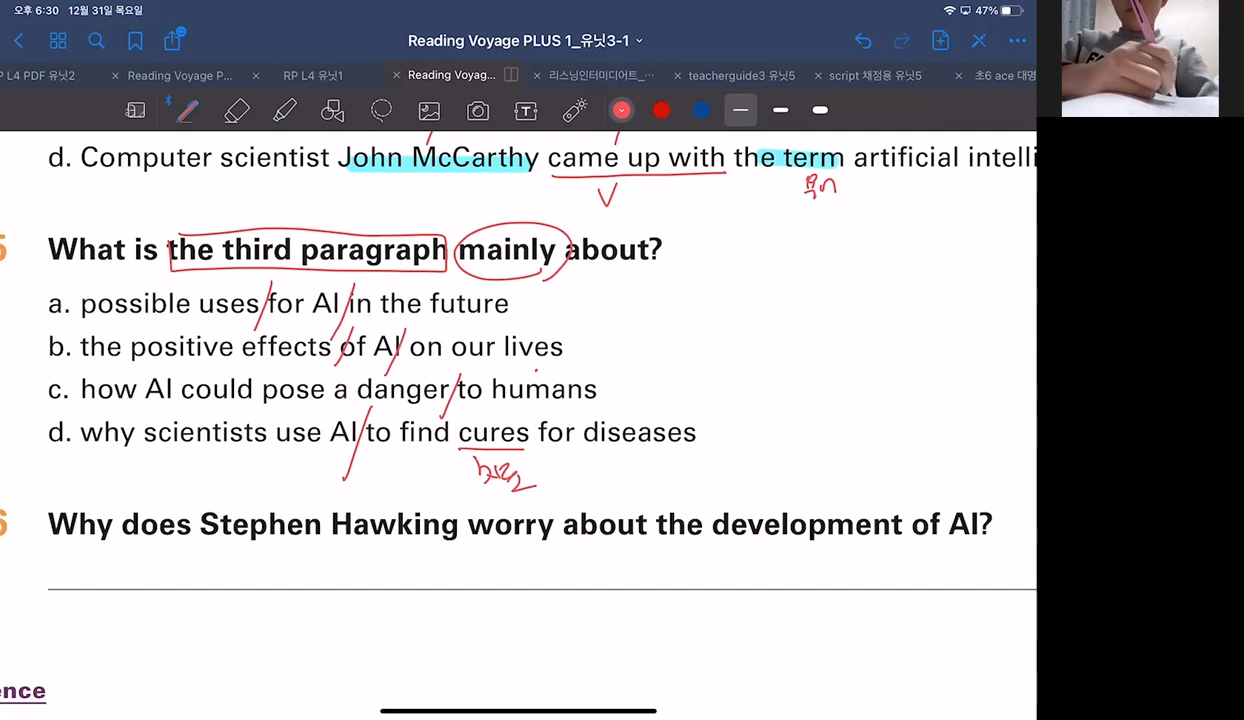 오후 6:30 12월 31일 목요일
47%
Reading Voyage PLUS 1_유닛3-1
P L4 PDF 유닛2
Reading Voyage P...
RP L4 유닛1
Reading Voyag...
리스닝인터미디어트_...
teacherguide3 유닛5
script 채점용 유닛5
초6 ace 대명
d. Computer scientist John McCarthy came up with the term artificial intelli
V
5 What is the third paragraph mainly about?
a. possible uses for AI in the future
b. the positive effects of AI on our lives
c. how AI could pose a danger to humans
d. why scientists use AI to find cures for diseases
6 Why does Stephen Hawking worry about the development of AI?
ence